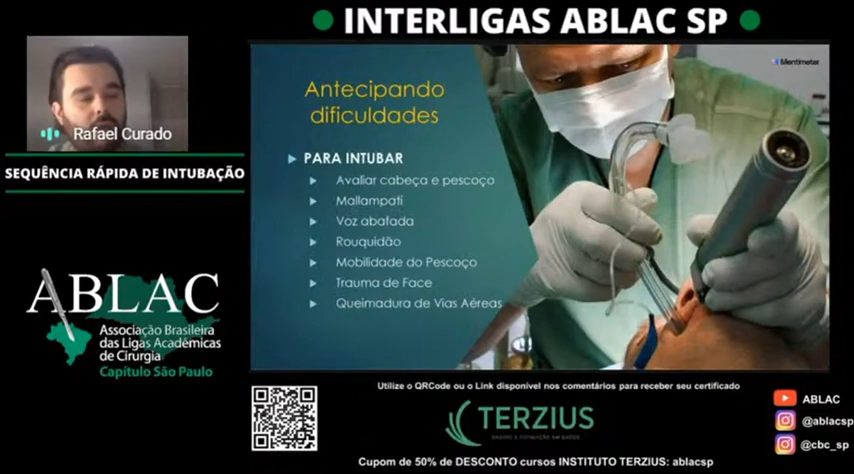 INTERLIGAS ABLAC SP
Rafael Curado
SEQUÊNCIA RÁPIDA DE INTUBAÇÃO
Mentimeter
Antecipando
dificuldades
PARA INTUBAR
Avaliar cabeça e pescoço
Mallampati
Voz abafada
Rouquidão
Mobilidade do Pescoço
Trauma de Face
Queimadura de Vias Aéreas
ABLAC
Associação Brasileira
das Ligas Acadêmicas
de Cirurgia
Capítulo São Paulo
Utilize o QRCode ou o Link disponível nos comentários para receber seu certificado
TERZIUS
Cupom de 50% de DESCONTO cursos INSTITUTO TERZIUS: ablacsp
ABLAC
@ablacsp
@cbc_sp